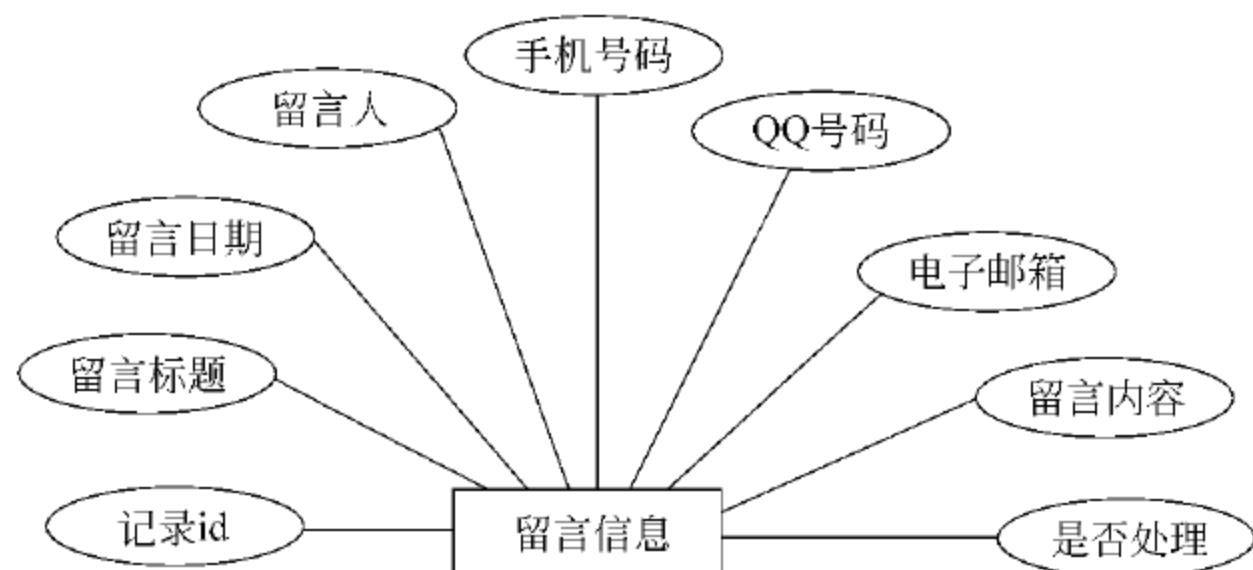 手机号码
留言人
QQ号码
留言日期
电子邮箱
留言标题
留言内容
记录id
留言信息
是否处理